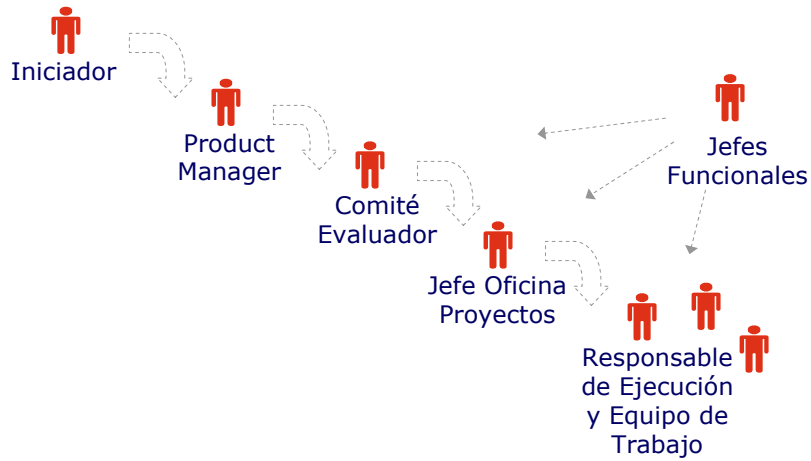 Iniciador
Product
Manager
Comité
Evaluador
Jefe Oficina
Proyectos
Jefes
Funcionales
Responsable
de Ejecución
y Equipo de
Trabajo